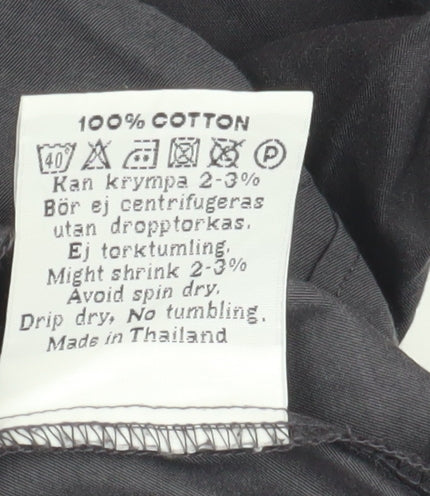 100% COTTON
40° P
Kan krympa 2-3%
Bör ej centrifugeras
utan dropptorkas.
Ej torktumling.
Might shrink 2-3%
Avoid spin dry.
Drip dry, No tumbling.
Made in Thailand